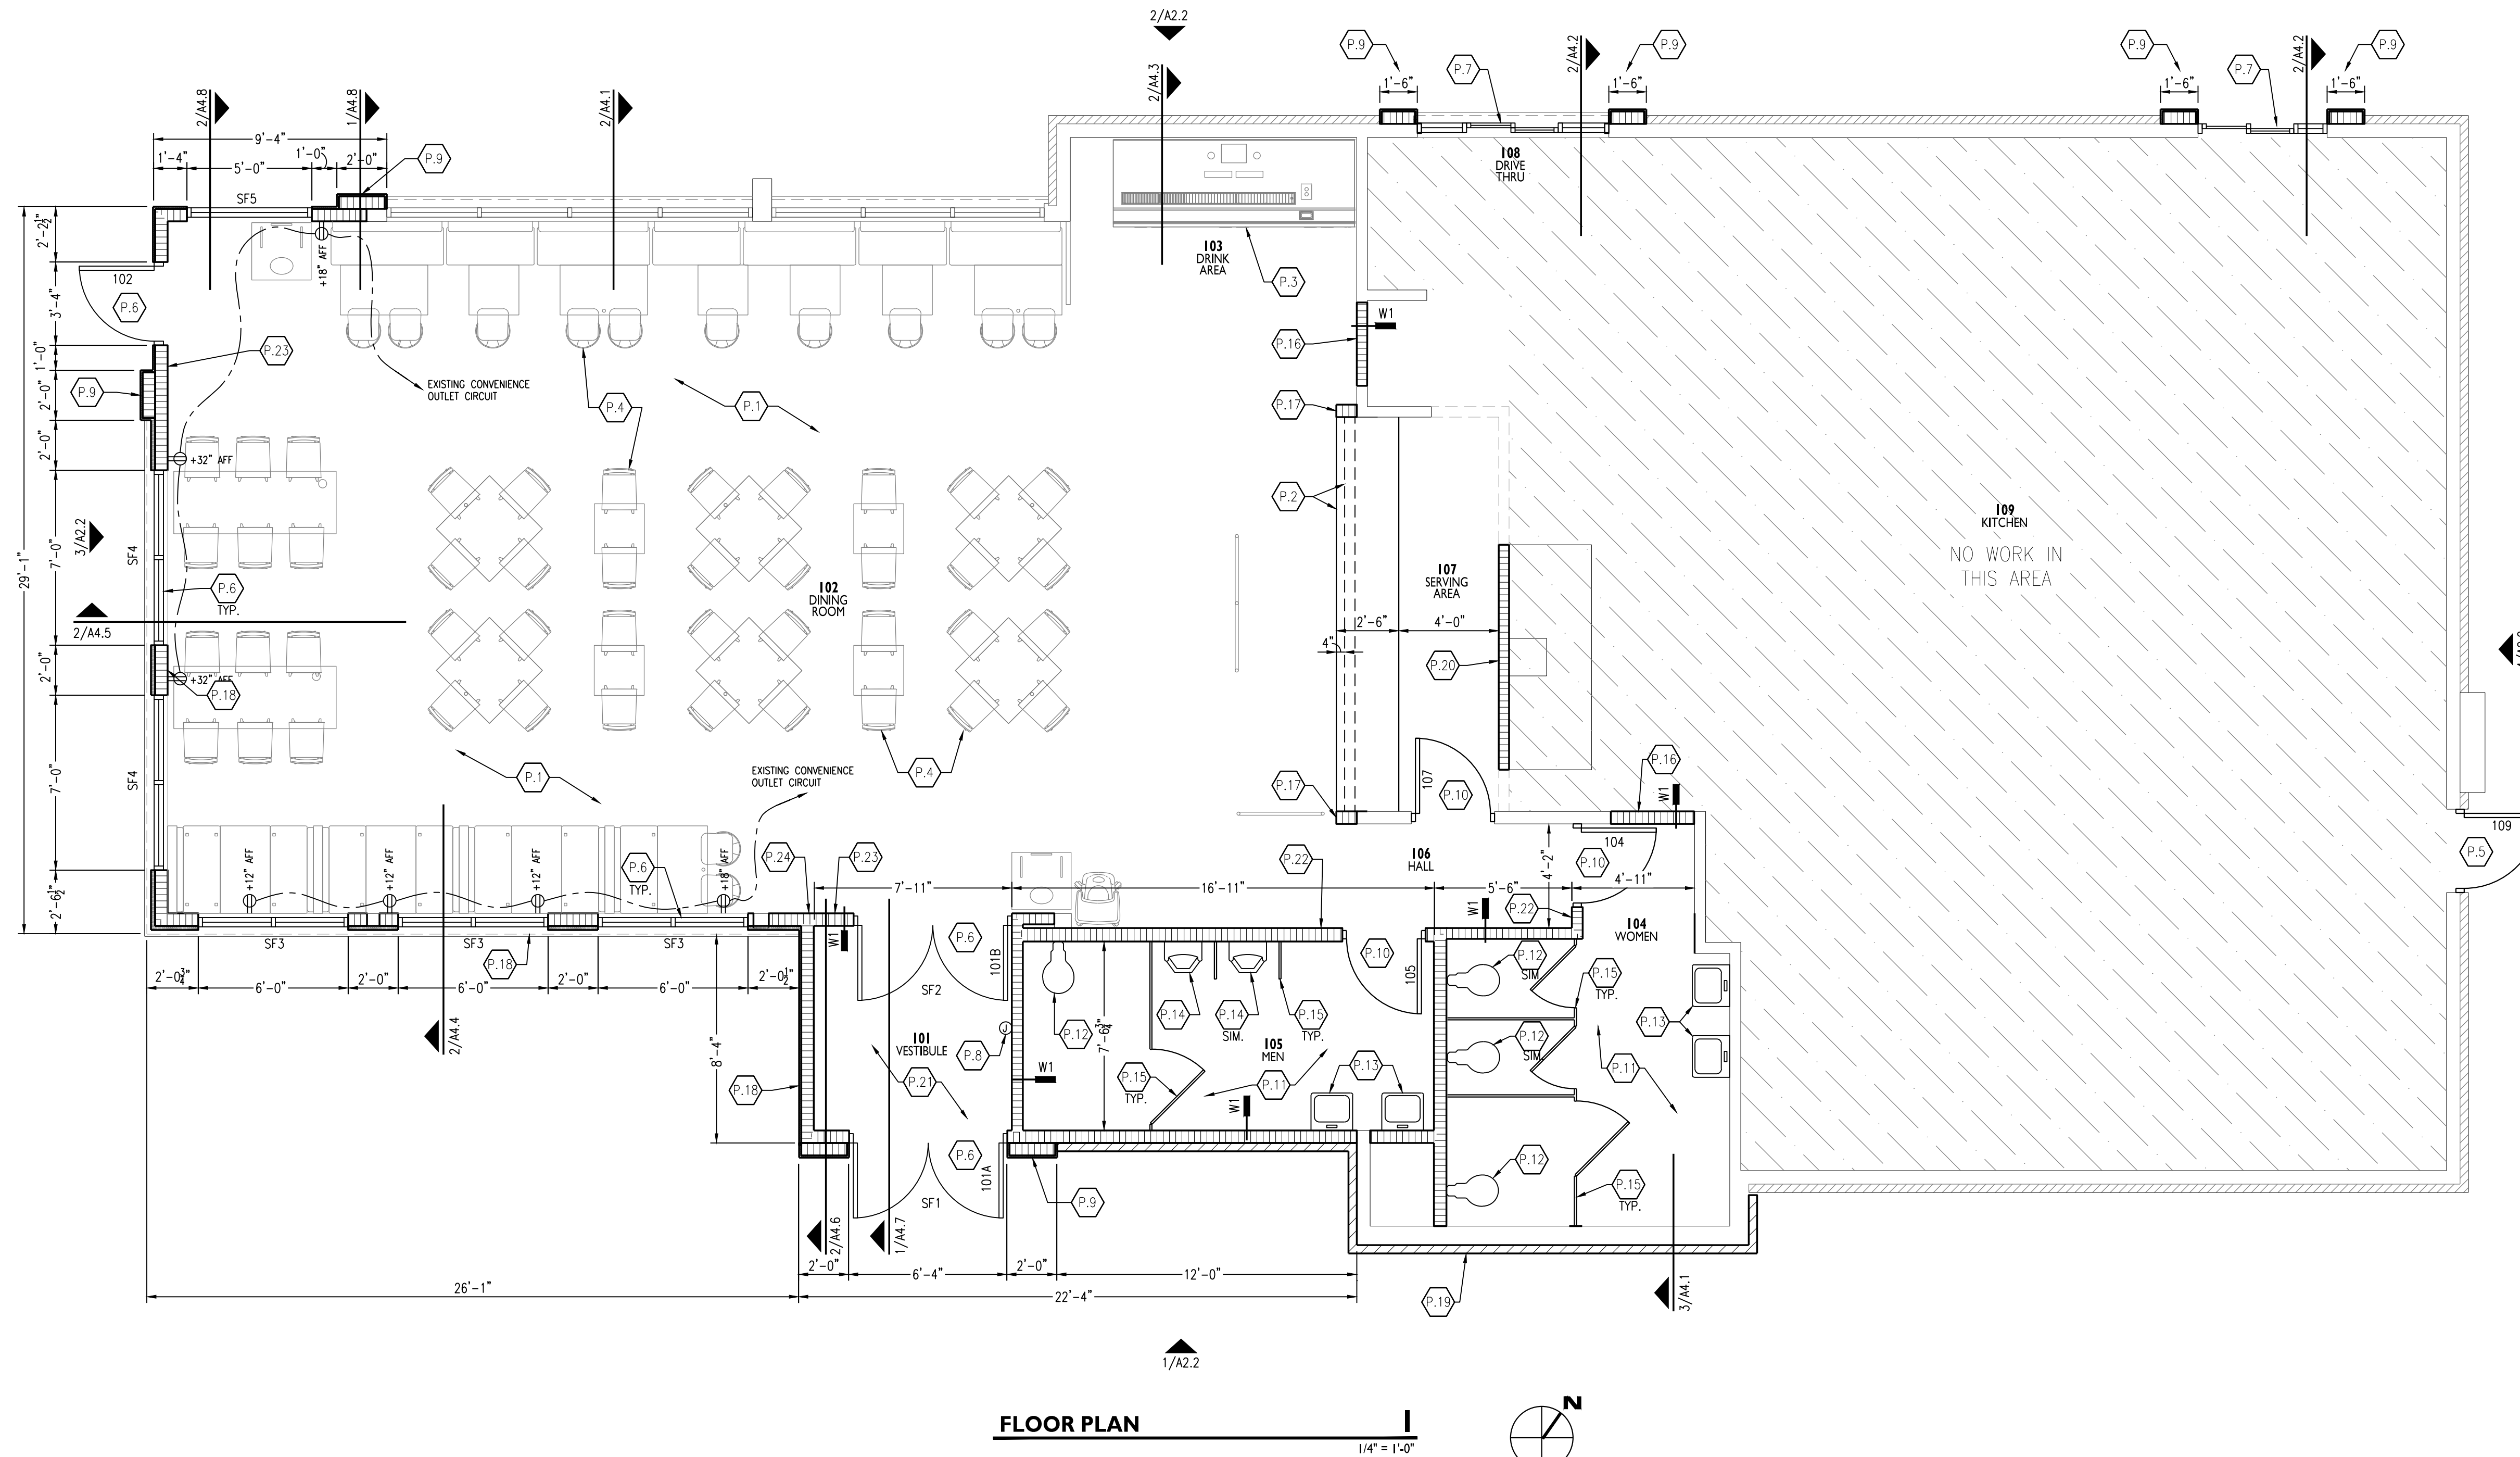 2/A2.2
P.9
P.7
2/A4.2
P.9
P.9
P.7
2/A4.2
P.9
1'-6"
1'-6"
1'-6"
1'-6"
2/A4.8
1/A4.8
2/A4.1
2/A4.3
9'-4"
1'-4"
5'-0"
1'-0"
2'-0"
P.9
SF5
108
DRIVE
THRU
2'-2½"
102
P.6
3'-4"
+18" AFF
103
DRINK
AREA
P.3
W1
P.16
P.23
1'-0"
P.9
2'-0"
EXISTING CONVENIENCE
OUTLET CIRCUIT
P.4
P.1
P.17
2'-0"
+32" AFF
P.2
109
KITCHEN
NO WORK IN
THIS AREA
3/A2.2
29'-1"
7'-0"
SF4
P.6
TYP.
102
DINING
ROOM
107
SERVING
AREA
2/A4.5
2'-6"
4'-0"
4"
P.20
2'-0"
+32" AFF
P.18
7'-0"
SF4
P.1
EXISTING CONVENIENCE
OUTLET CIRCUIT
P.4
P.17
107
P.10
P.16
W1
109
P.5
+12" AFF
+12" AFF
+12" AFF
P.6
TYP.
+18" AFF
P.24
P.23
P.22
106
HALL
4'-2"
104
P.10
2'-6½"
7'-11"
16'-11"
5'-6"
4'-11"
W1
P.22
104
WOMEN
SF3
SF3
SF3
P.18
W1
P.6
101B
P.10
105
P.12
SIM
P.15
TYP.
2'-0¾"
6'-0"
2'-0"
6'-0"
2'-0"
6'-0"
2'-0½"
SF2
2/A4.4
8'-4"
101
VESTIBULE
J
P.8
P.12
7'-6¾"
P.14
P.14
SIM.
P.15
TYP.
105
MEN
P.12
SIM.
P.13
P.18
P.21
W1
P.15
TYP.
P.11
P.13
P.11
W1
P.6
101A
SF1
P.9
P.12
P.15
TYP.
2/A4.6
1/A4.7
2'-0"
6'-4"
2'-0"
12'-0"
26'-1"
22'-4"
P.19
3/A4.1
1/A2.2
FLOOR PLAN
1
1/4" = 1'-0"
N